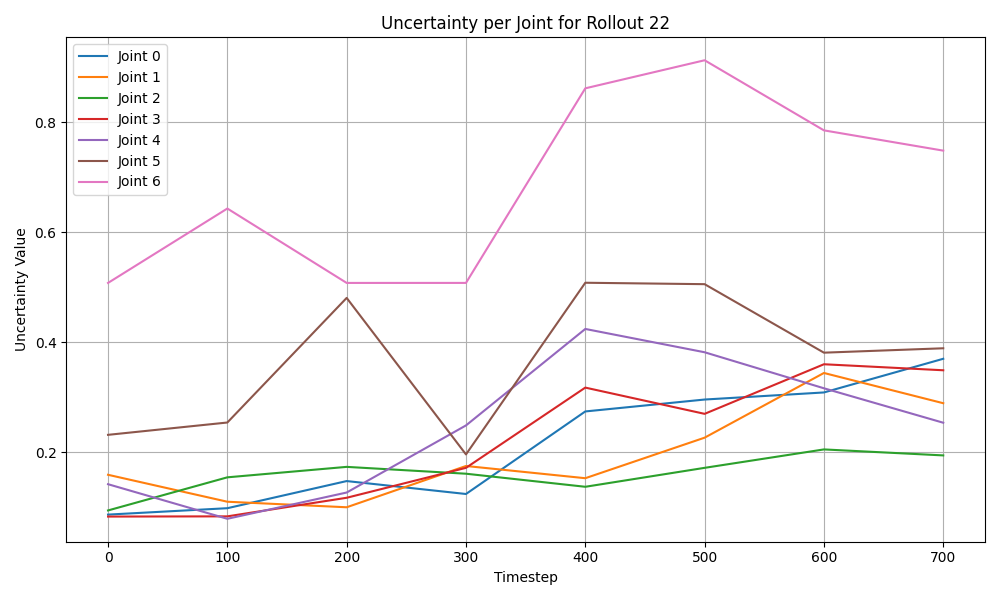 Uncertainty per Joint for Rollout 22
Joint 0
Joint 1
Joint 2
Joint 3
Joint 4
Joint 5
Joint 6
Uncertainty Value
0.8
0.6
0.4
0.2
0 100 200 300 400 500 600 700
Timestep